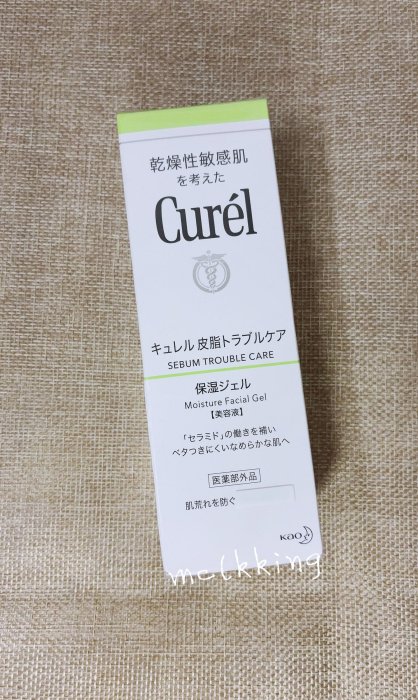 乾燥性敏感肌
を考えた
Curél
キュレル 皮脂トラブルケア
SEBUM TROUBLE CARE
保湿ジェル
Moisture Facial Gel
【美容液】
「セラミド」の働きを補い
ベタつきにくいなめらかな肌へ
医薬部外品
肌荒れを防ぐ
Kao
melkking